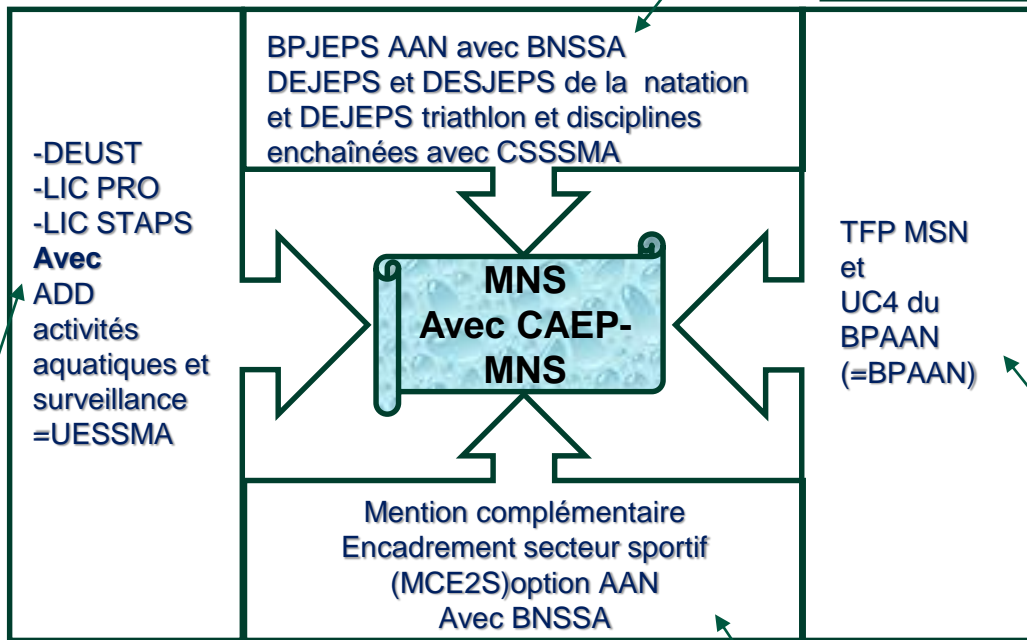 BPJEPS AAN avec BNSSA
DEJEPS et DESJEPS de la natation
et DEJEPS triathlon et disciplines
enchaînées avec CSSSMA
-DEUST
-LIC PRO
-LIC STAPS
Avec
ADD
activités
aquatiques et
surveillance
=UESSMA
MNS
Avec CAEP-
MNS
TFP MSN
et
UC4 du
BPAAN
(=BPAAN)
Mention complémentaire
Encadrement secteur sportif
(MCE2S)option AAN
Avec BNSSA